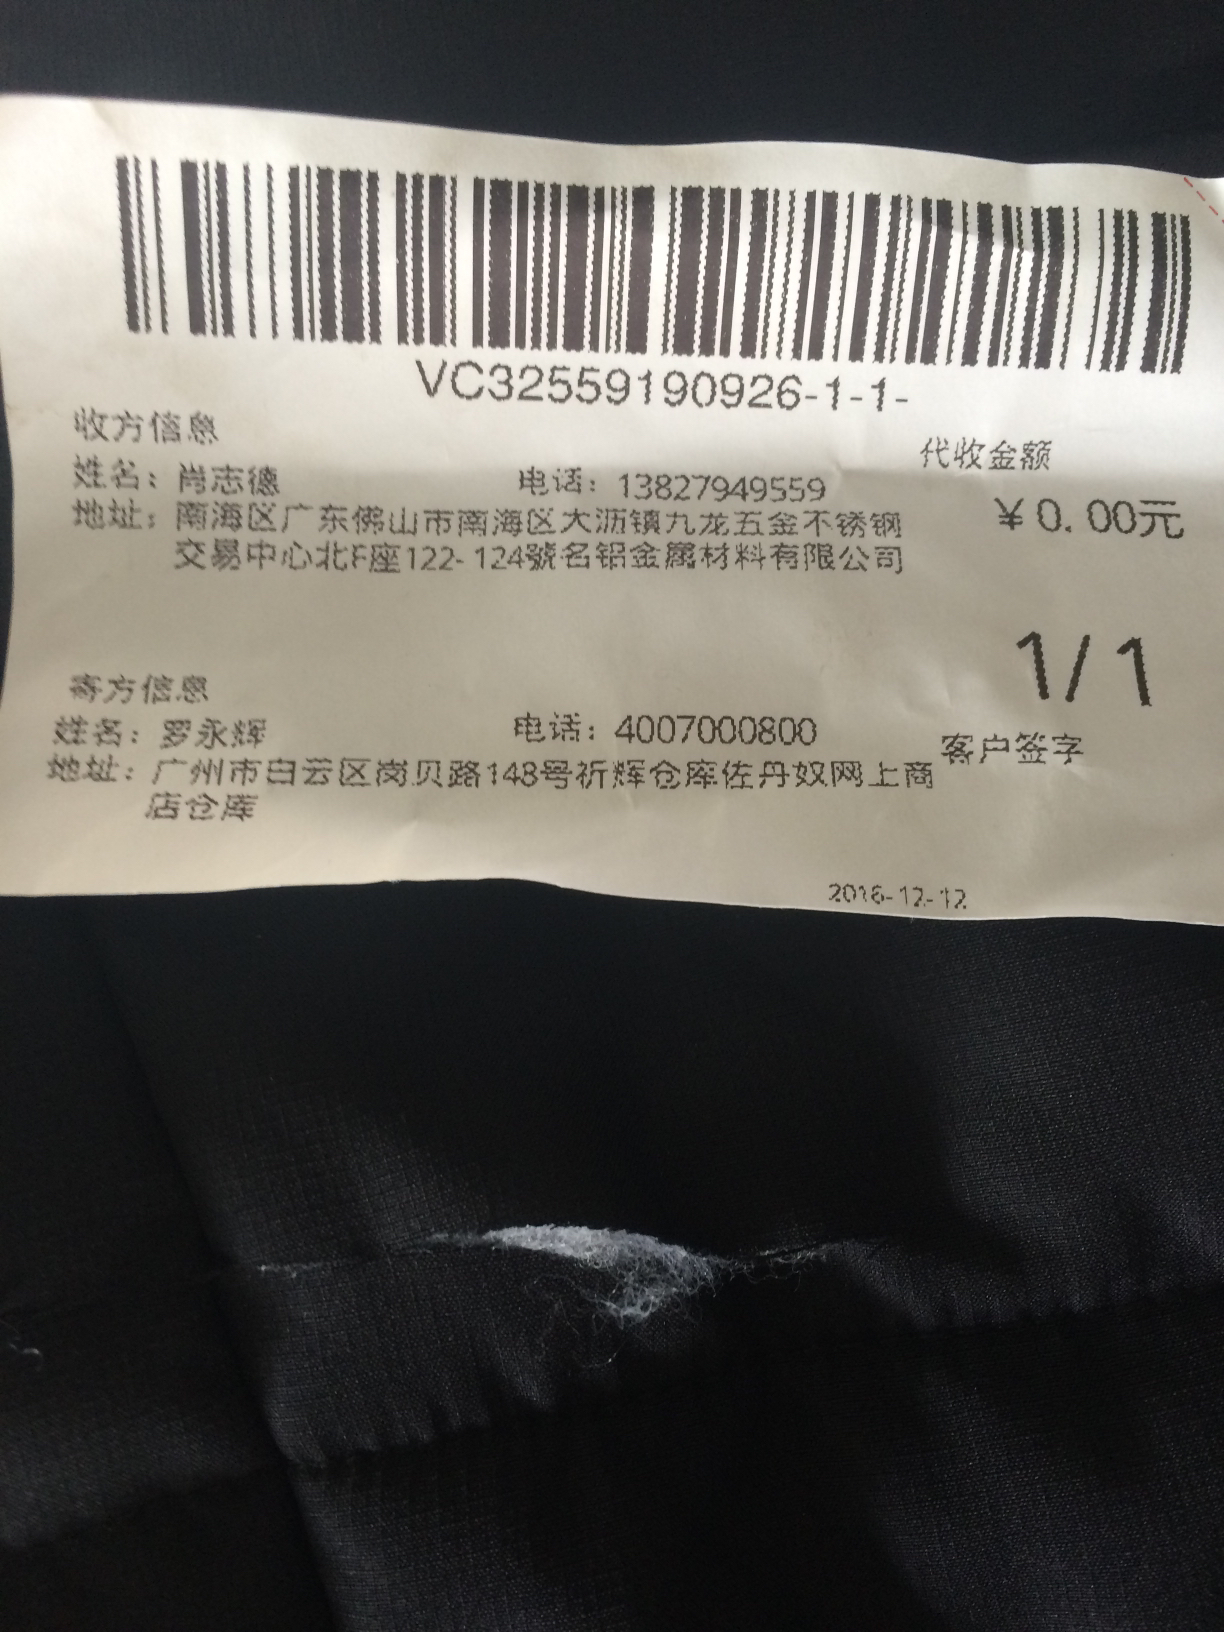 VC32559190926-1-1-
收方信息
代收金额
姓名：肖志德 电话：13827949559
¥0.00元
地址：南海区广东佛山市南海区大沥镇九龙五金不锈钢
交易中心北F座122-124號名铝金属材料有限公司
1/1
寄方信息
姓名：罗永辉 电话：4007000800
客户签字
地址：广州市白云区岗贝路148号祈辉仓库佐丹奴网上商
店仓库
2016-12-12